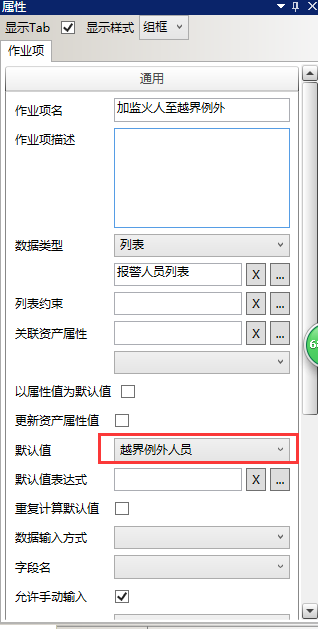 属性
显示Tab 显示样式 组框
作业项
通用
作业项名 加监火人至越界例外
作业项描述
数据类型 列表
报警人员列表 X ...
列表约束 X ...
关联资产属性 X ...
以属性值为默认值
更新资产属性值
默认值 越界例外人员
默认值表达式 X ...
重复计算默认值
数据输入方式
字段名
允许手动输入